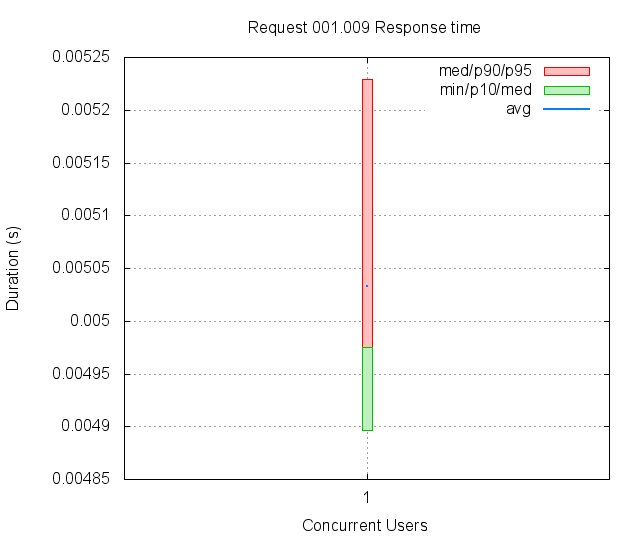 Request 001.009 Response time
med/p90/p95
min/p10/med
avg
0.00525
0.0052
0.00515
0.0051
0.00505
0.005
0.00495
0.0049
0.00485
Duration (s)
1
Concurrent Users